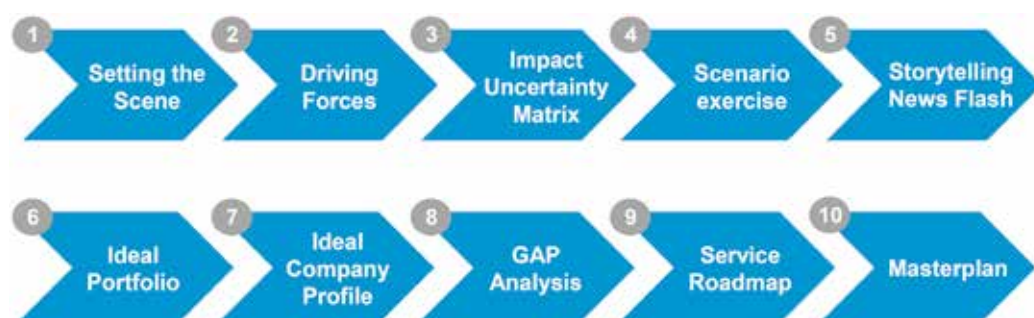 1
Setting the
Scene
2
Driving
Forces
3
Impact
Uncertainty
Matrix
4
Scenario
exercise
5
Storytelling
News Flash
6
Ideal
Portfolio
7
Ideal
Company
Profile
8
GAP
Analysis
9
Service
Roadmap
10
Masterplan